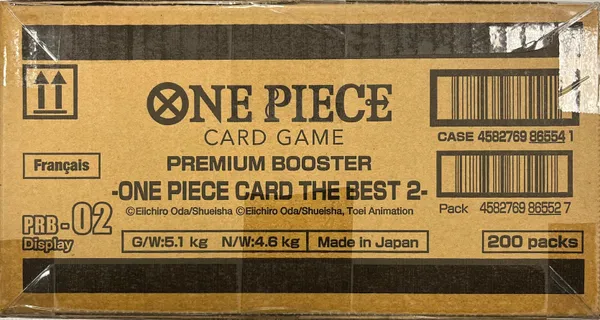 ONE PIECE
CARD GAME
CASE 4582769 86554 1
Français
PREMIUM BOOSTER
-ONE PIECE CARD THE BEST 2-
©Eiichiro Oda/Shueisha ©Eiichiro Oda/Shueisha, Toei Animation
Pack 4582769 86552 7
PRB-02
Display
G/W:5.1 kg N/W:4.6 kg Made in Japan
200 packs